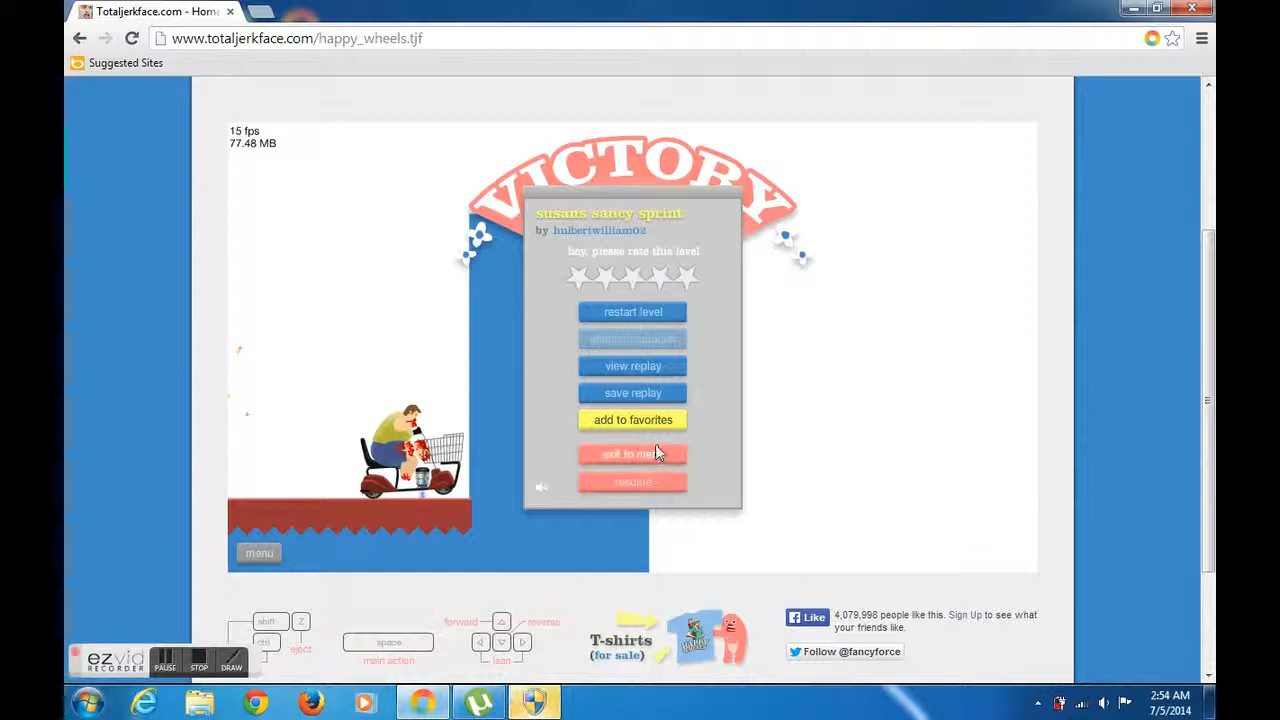 Totaljerkface.com - Hom
www.totaljerkface.com/happy_wheels.tjf
Suggested Sites
15 fps
77.48 MB
VICTORY
susans saucy sprint
by hulbertwilliam02
hey, please rate this level
restart level
view replay
save replay
add to favorites
exit to
resume
menu
shift
Z
ctrl
eject
space
main action
forward
reverse
lean
T-shirts
(for sale)
Like
4,079,998 people like this. Sign Up to see what
your friends like.
Follow @fancyforce
ezvid
RECORDER
PAUSE
STOP
DRAW
2:54 AM
7/5/2014